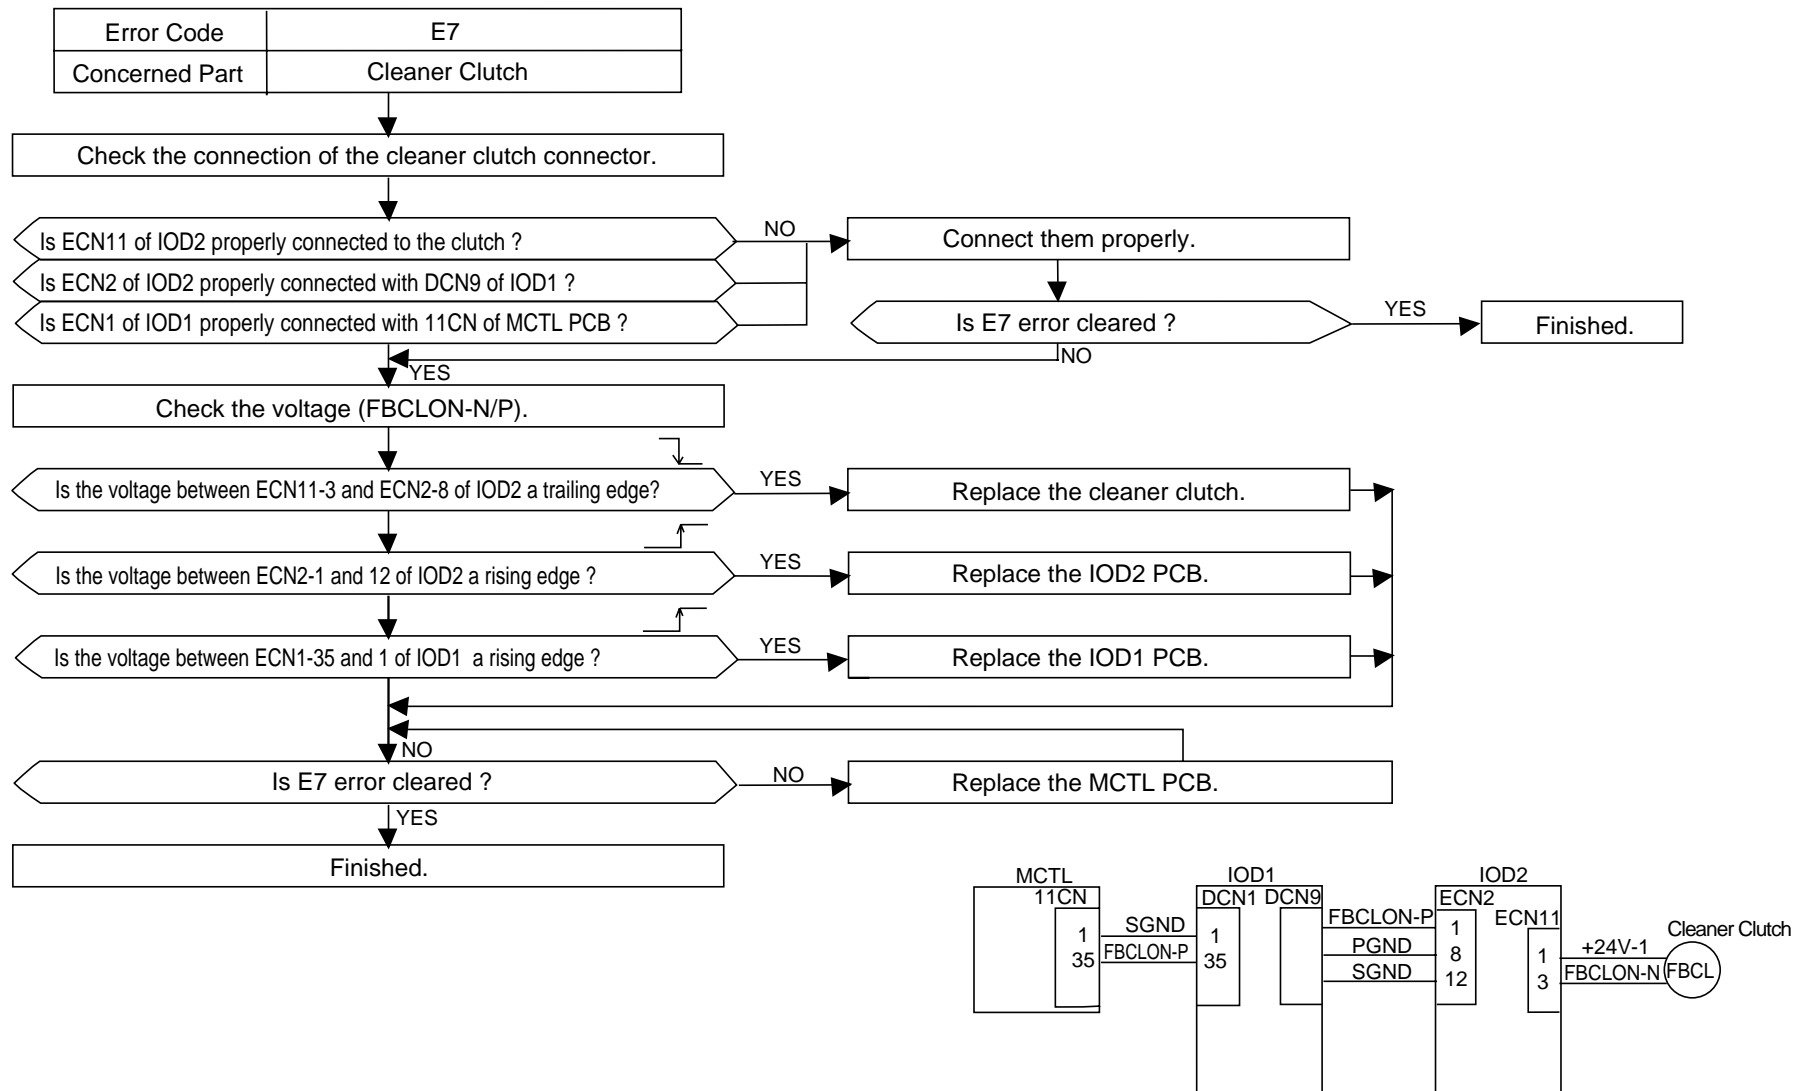 Error Code E7
Concerned Part Cleaner Clutch
Check the connection of the cleaner clutch connector.
Is ECN11 of IOD2 properly connected to the clutch ?
NO
Connect them properly.
Is ECN2 of IOD2 properly connected with DCN9 of IOD1 ?
Is ECN1 of IOD1 properly connected with 11CN of MCTL PCB ?
Is E7 error cleared ?
YES
Finished.
NO
YES
Check the voltage (FBCLON-N/P).
Is the voltage between ECN11-3 and ECN2-8 of IOD2 a trailing edge?
YES
Replace the cleaner clutch.
Is the voltage between ECN2-1 and 12 of IOD2 a rising edge ?
YES
Replace the IOD2 PCB.
Is the voltage between ECN1-35 and 1 of IOD1 a rising edge ?
YES
Replace the IOD1 PCB.
NO
Is E7 error cleared ?
NO
Replace the MCTL PCB.
YES
Finished.
MCTL
11CN
1
35
SGND
FBCLON-P
IOD1
DCN1 DCN9
1
35
FBCLON-P
PGND
SGND
IOD2
ECN2
1
8
12
ECN11
1
3
+24V-1
FBCLON-N
Cleaner Clutch
FBCL